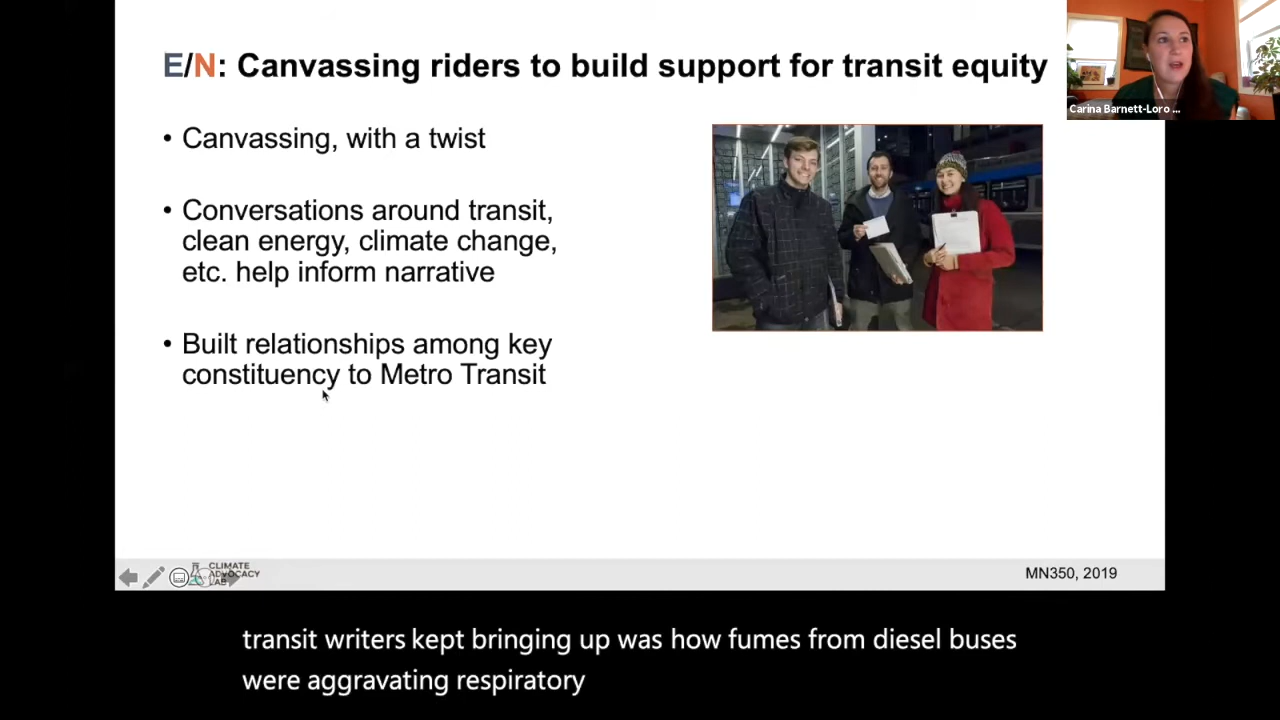 E/N: Canvassing riders to build support for transit equity
Carina Barnett-Loro ...
• Canvassing, with a twist
• Conversations around transit,
clean energy, climate change,
etc. help inform narrative
• Built relationships among key
constituency to Metro Transit
CLIMATE
ADVOCACY
LAB
MN350, 2019
transit writers kept bringing up was how fumes from diesel buses
were aggravating respiratory